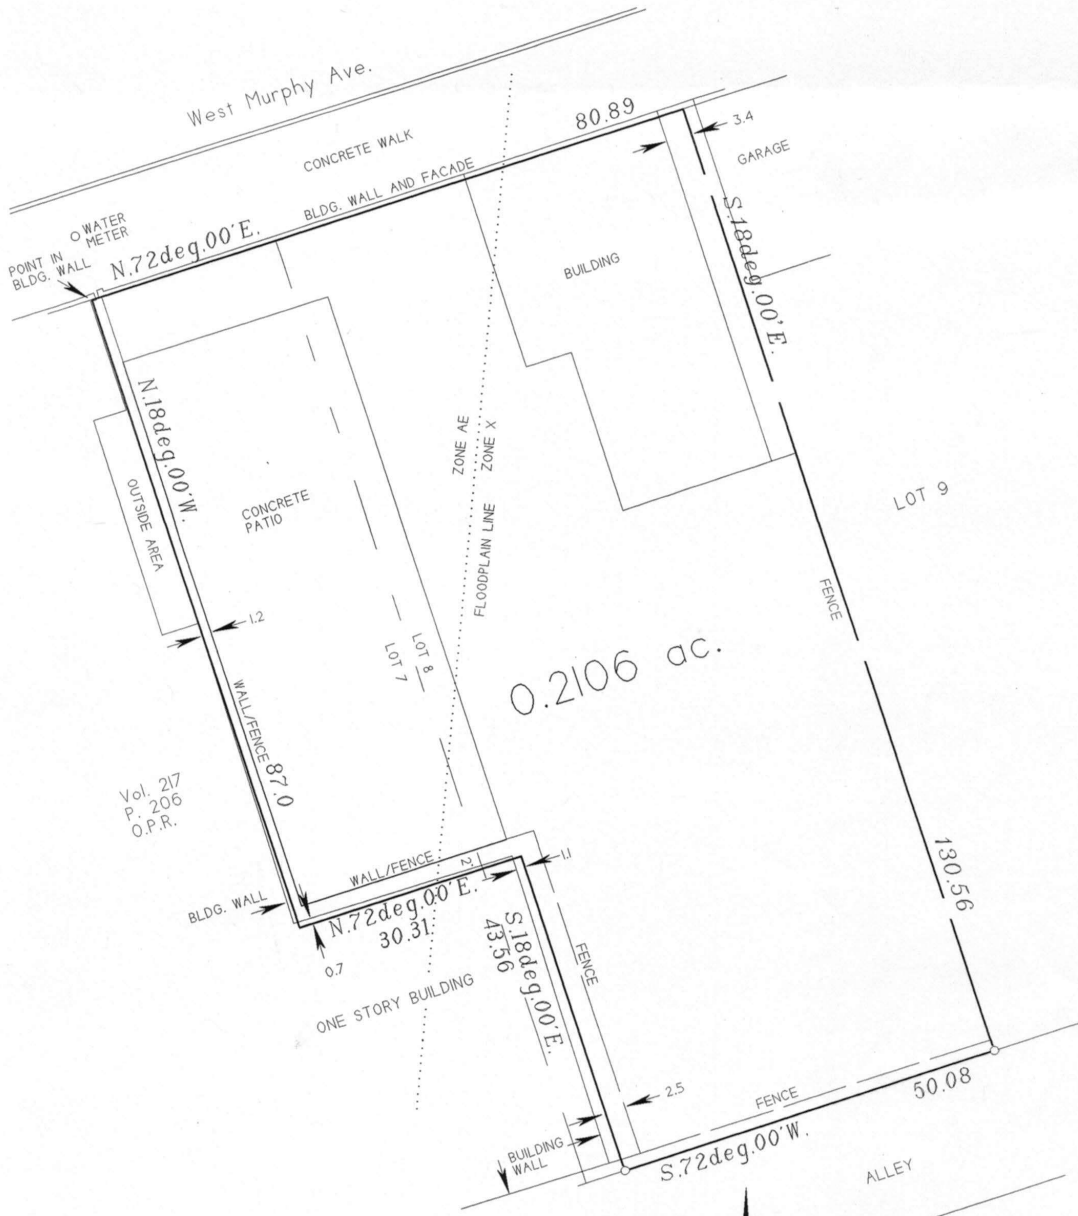 West Murphy Ave.
80.89
3.4
CONCRETE WALK
GARAGE
BLDG. WALL AND FACADE
WATER
METER
POINT IN
BLDG. WALL
N.72deg.00'E.
S.18deg.00'E.
BUILDING
N.18deg.00'W.
ZONE AE
ZONE X
OUTSIDE AREA
CONCRETE
PATIO
LOT 9
FLOODPLAIN LINE
FENCE
1.2
LOT 8
LOT 7
0.2106 ac.
WALL/FENCE
87.0
Vol. 217
P. 206
O.P.R.
130.56
WALL/FENCE
2'
1.1
BLDG. WALL
N.72deg.00'E.
30.31
S.18deg.00'E.
43.56
FENCE
0.7
ONE STORY BUILDING
2.5
FENCE
50.08
BUILDING
WALL
S.72deg.00'W.
ALLEY